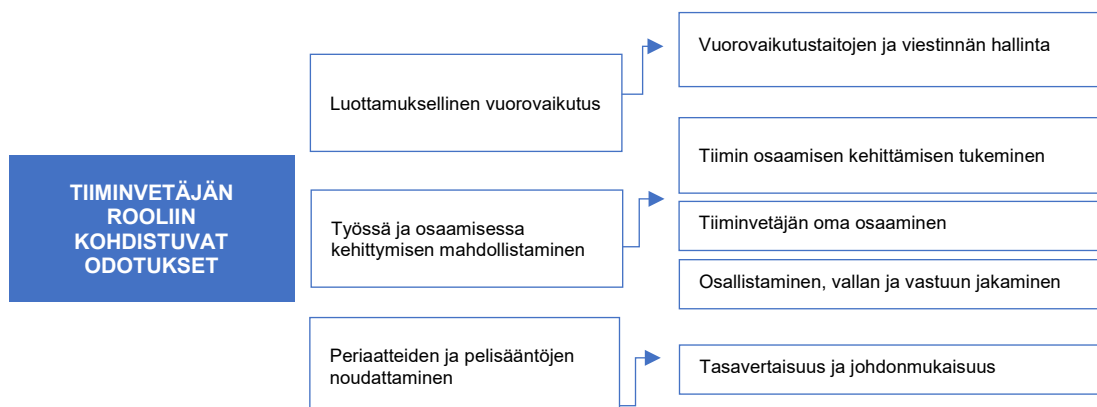 TIIMINVETÄJÄN
ROOLIIN
KOHDISTUVAT
ODOTUKSET
Luottamuksellinen vuorovaikutus
Vuorovaikutustaitojen ja viestinnän hallinta
Työssä ja osaamisessa
kehittymisen mahdollistaminen
Tiimin osaamisen kehittämisen tukeminen
Tiiminvetäjän oma osaaminen
Osallistaminen, vallan ja vastuun jakaminen
Periaatteiden ja pelisääntöjen
noudattaminen
Tasavertaisuus ja johdonmukaisuus